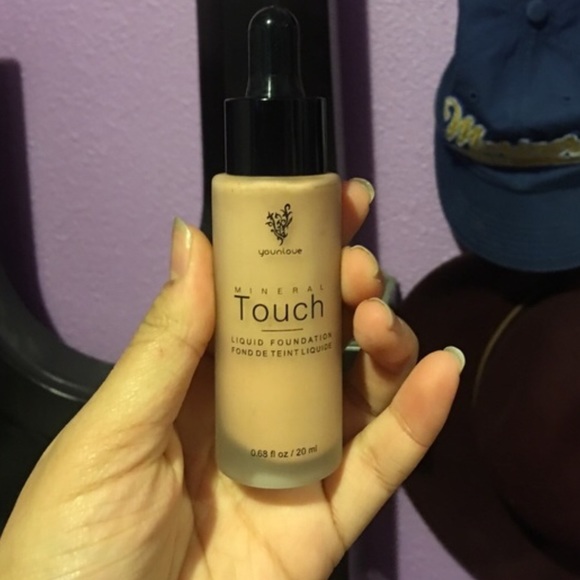 younique
MINERAL
Touch
LIQUID FOUNDATION
FOND DE TEINT LIQUIDE
0.68 fl oz / 20 ml